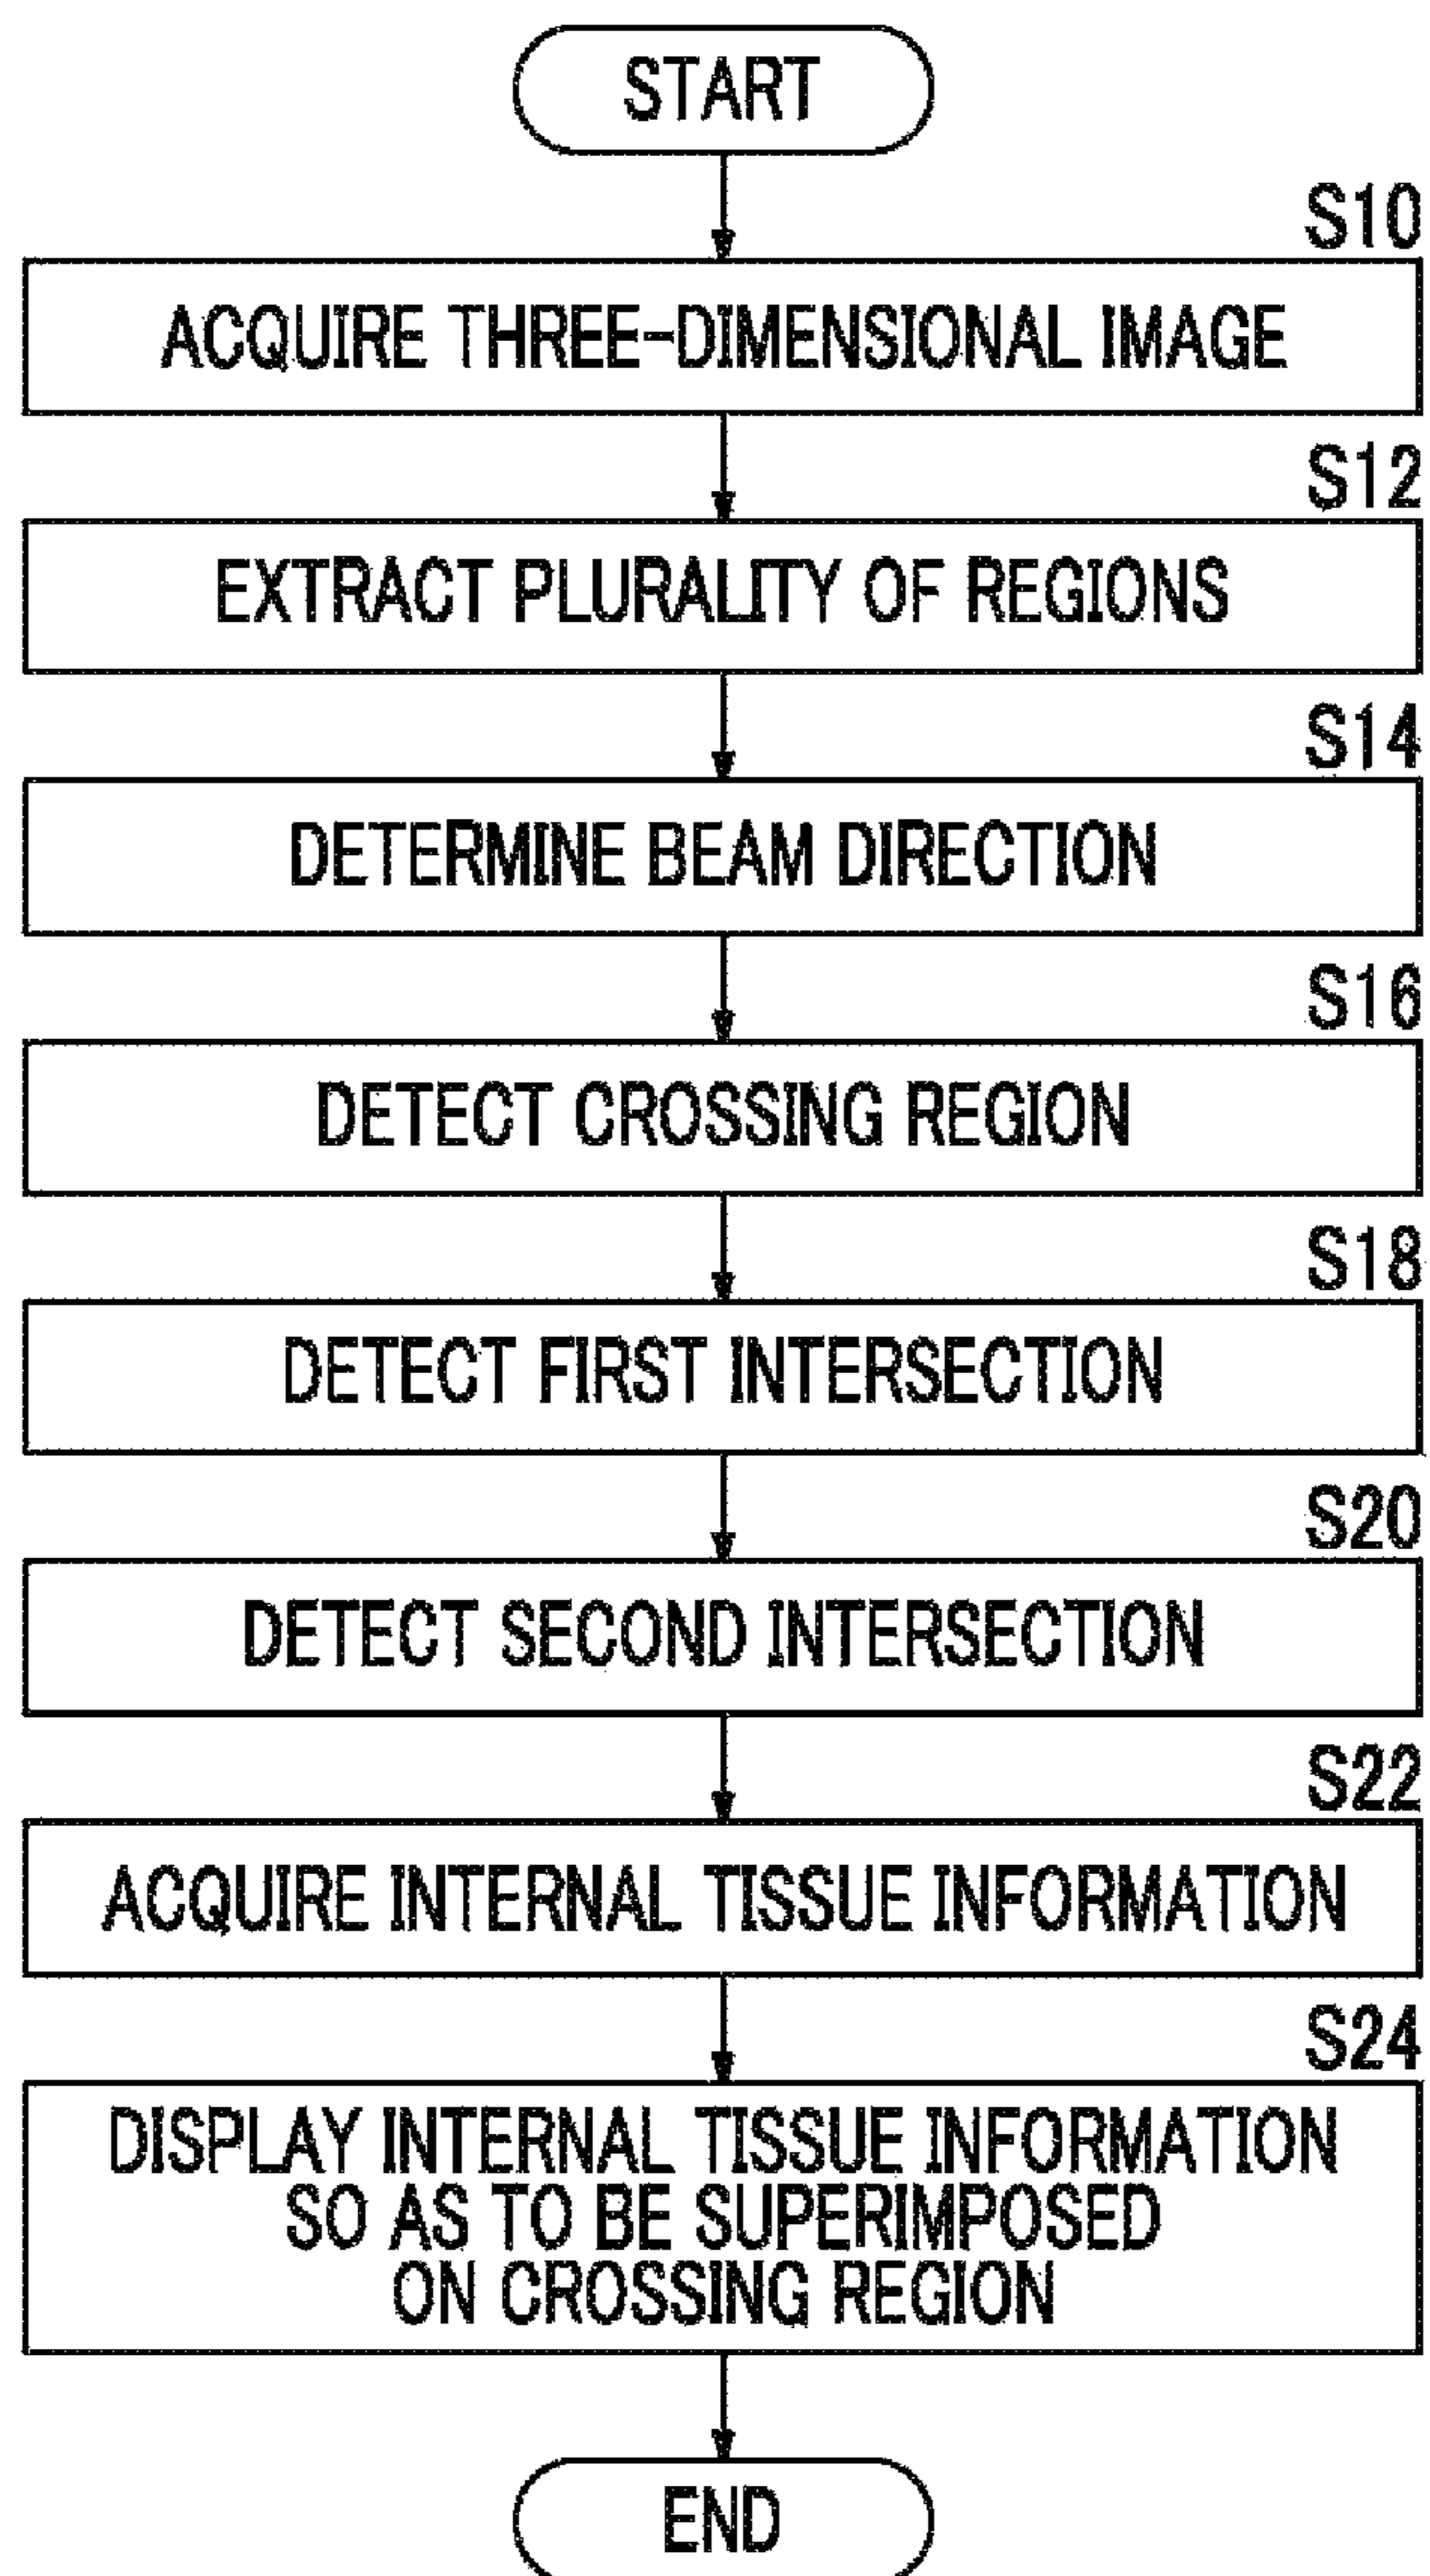 START
S10
ACQUIRE THREE-DIMENSIONAL IMAGE
S12
EXTRACT PLURALITY OF REGIONS
S14
DETERMINE BEAM DIRECTION
S16
DETECT CROSSING REGION
S18
DETECT FIRST INTERSECTION
S20
DETECT SECOND INTERSECTION
S22
ACQUIRE INTERNAL TISSUE INFORMATION
S24
DISPLAY INTERNAL TISSUE INFORMATION
SO AS TO BE SUPERIMPOSED
ON CROSSING REGION
END